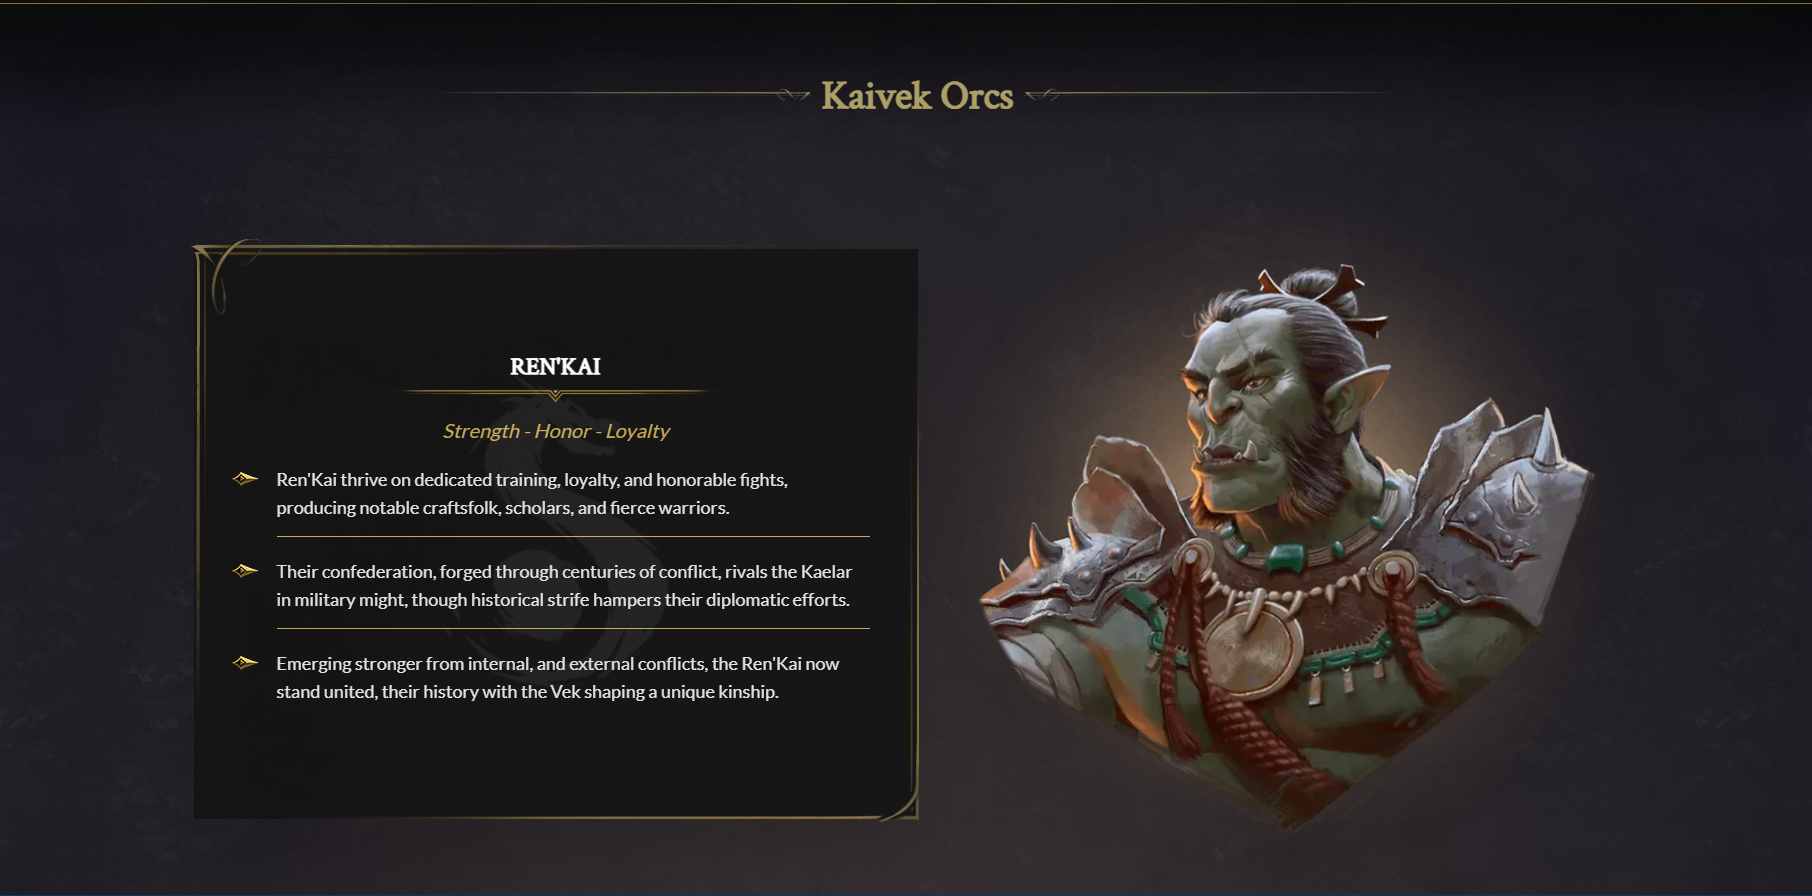 Kaivek Orcs
REN'KAI
Strength - Honor - Loyalty
Ren'Kai thrive on dedicated training, loyalty, and honorable fights,
producing notable craftsfolk, scholars, and fierce warriors.
Their confederation, forged through centuries of conflict, rivals the Kaelar
in military might, though historical strife hampers their diplomatic efforts.
Emerging stronger from internal, and external conflicts, the Ren'Kai now
stand united, their history with the Vek shaping a unique kinship.